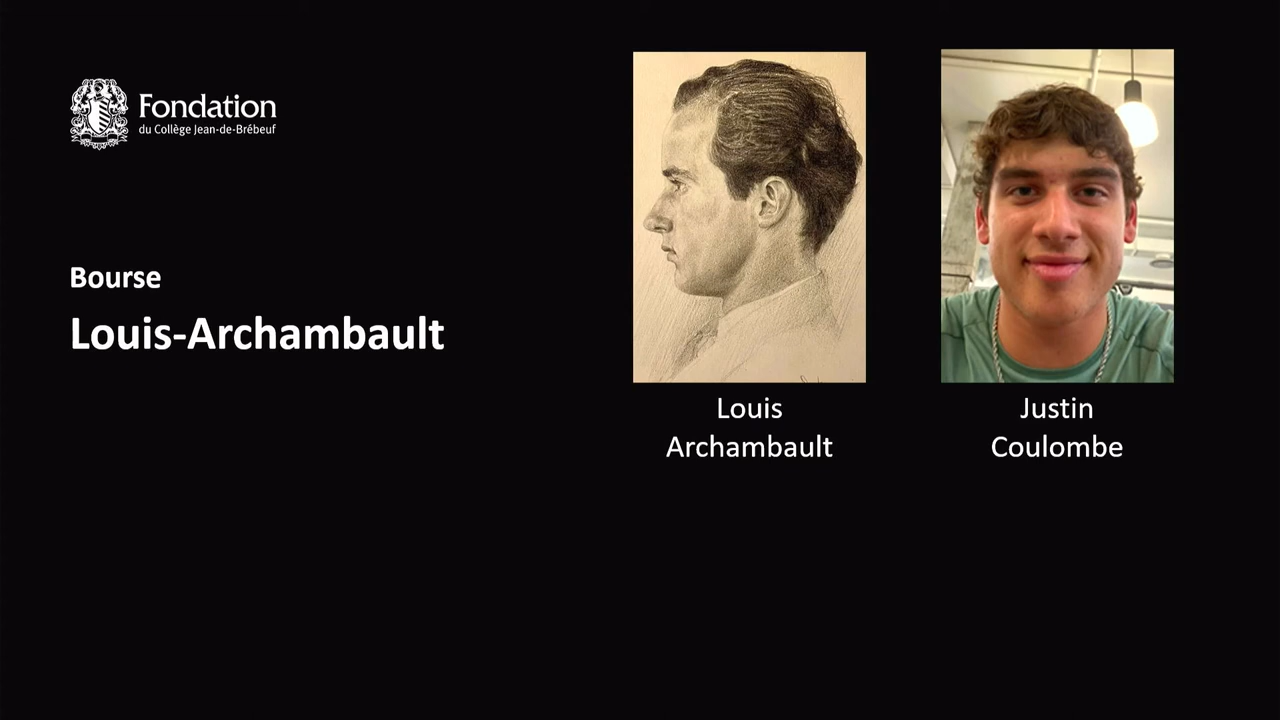 Fondation
du Collège Jean-de-Brébeuf
Bourse
Louis-Archambault
Louis
Archambault
Justin
Coulombe